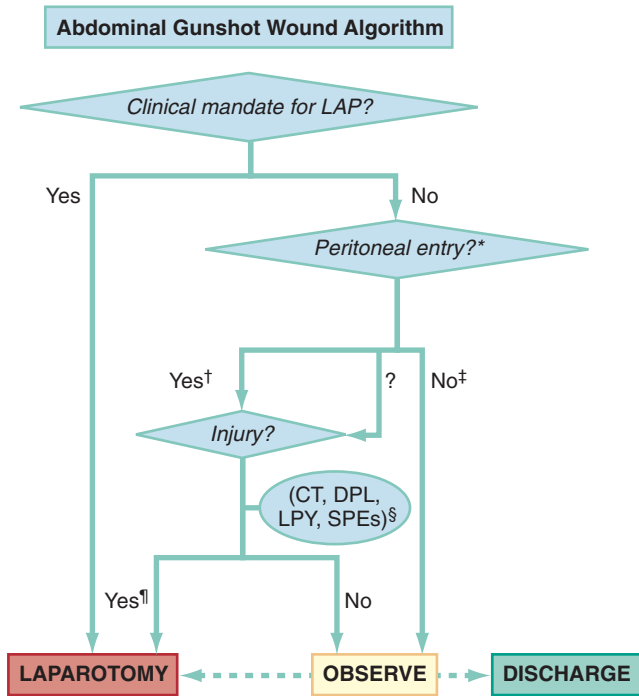 Abdominal Gunshot Wound Algorithm
Clinical mandate for LAP?
Yes
No
Peritoneal entry?*
Yes†
?
No‡
Injury?
(CT, DPL,
LPY, SPEs)§
Yes¶
No
LAPAROTOMY
OBSERVE
DISCHARGE